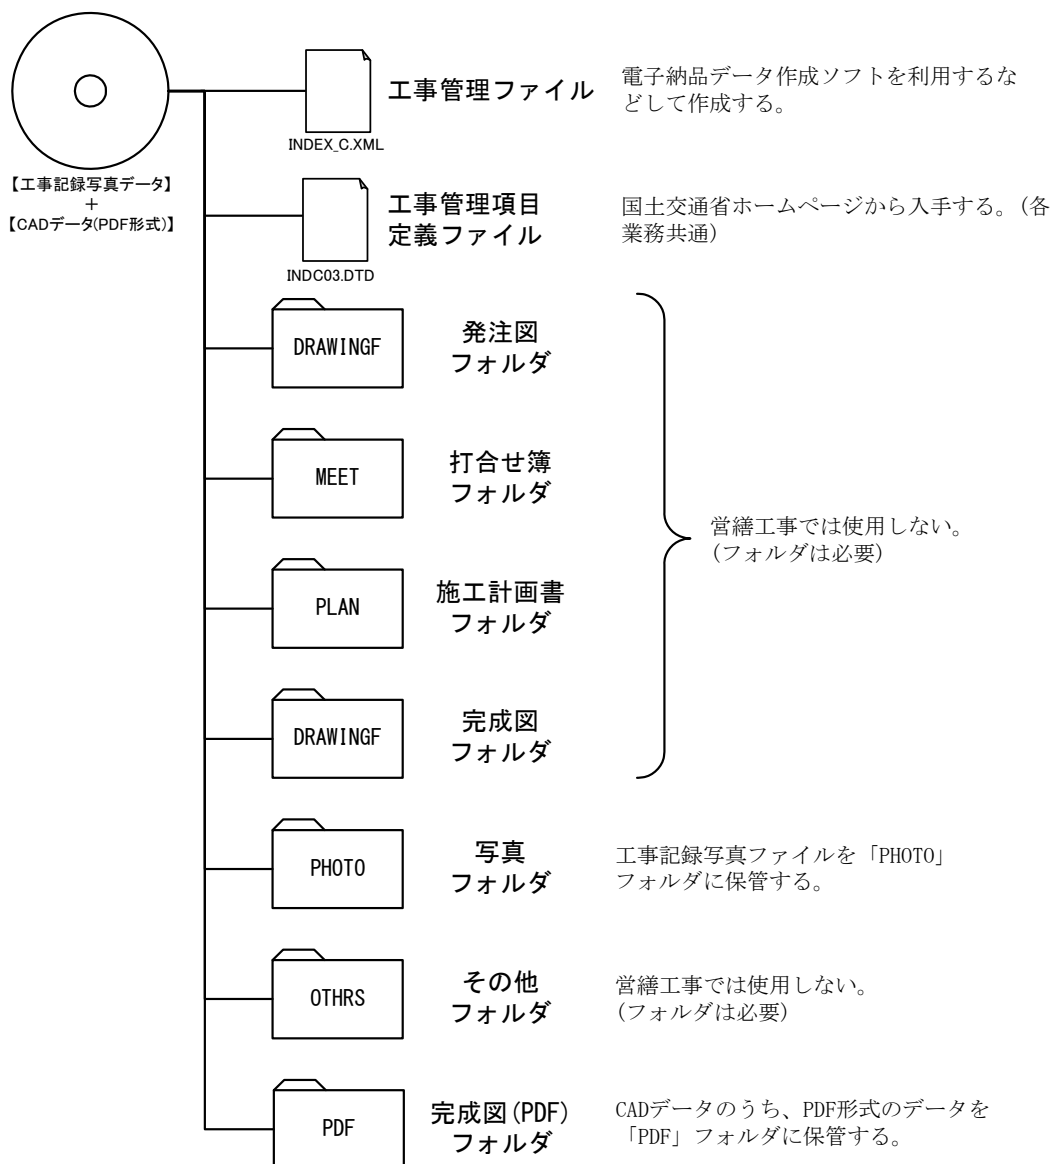 工事管理ファイル
電子納品データ作成ソフトを利用するな
どして作成する。
INDEX_C.XML
【工事記録写真データ】
+
【CADデータ(PDF形式)】
工事管理項目
定義ファイル
国土交通省ホームページから入手する。(各
業務共通)
INDC03.DTD
DRAWINGF
発注図
フォルダ
MEET
打合せ簿
フォルダ
営繕工事では使用しない。
(フォルダは必要)
PLAN
施工計画書
フォルダ
DRAWINGF
完成図
フォルダ
PHOTO
写真
フォルダ
工事記録写真ファイルを「PHOTO」
フォルダに保管する。
OTHRS
その他
フォルダ
営繕工事では使用しない。
(フォルダは必要)
PDF
完成図(PDF)
フォルダ
CADデータのうち、PDF形式のデータを
「PDF」フォルダに保管する。